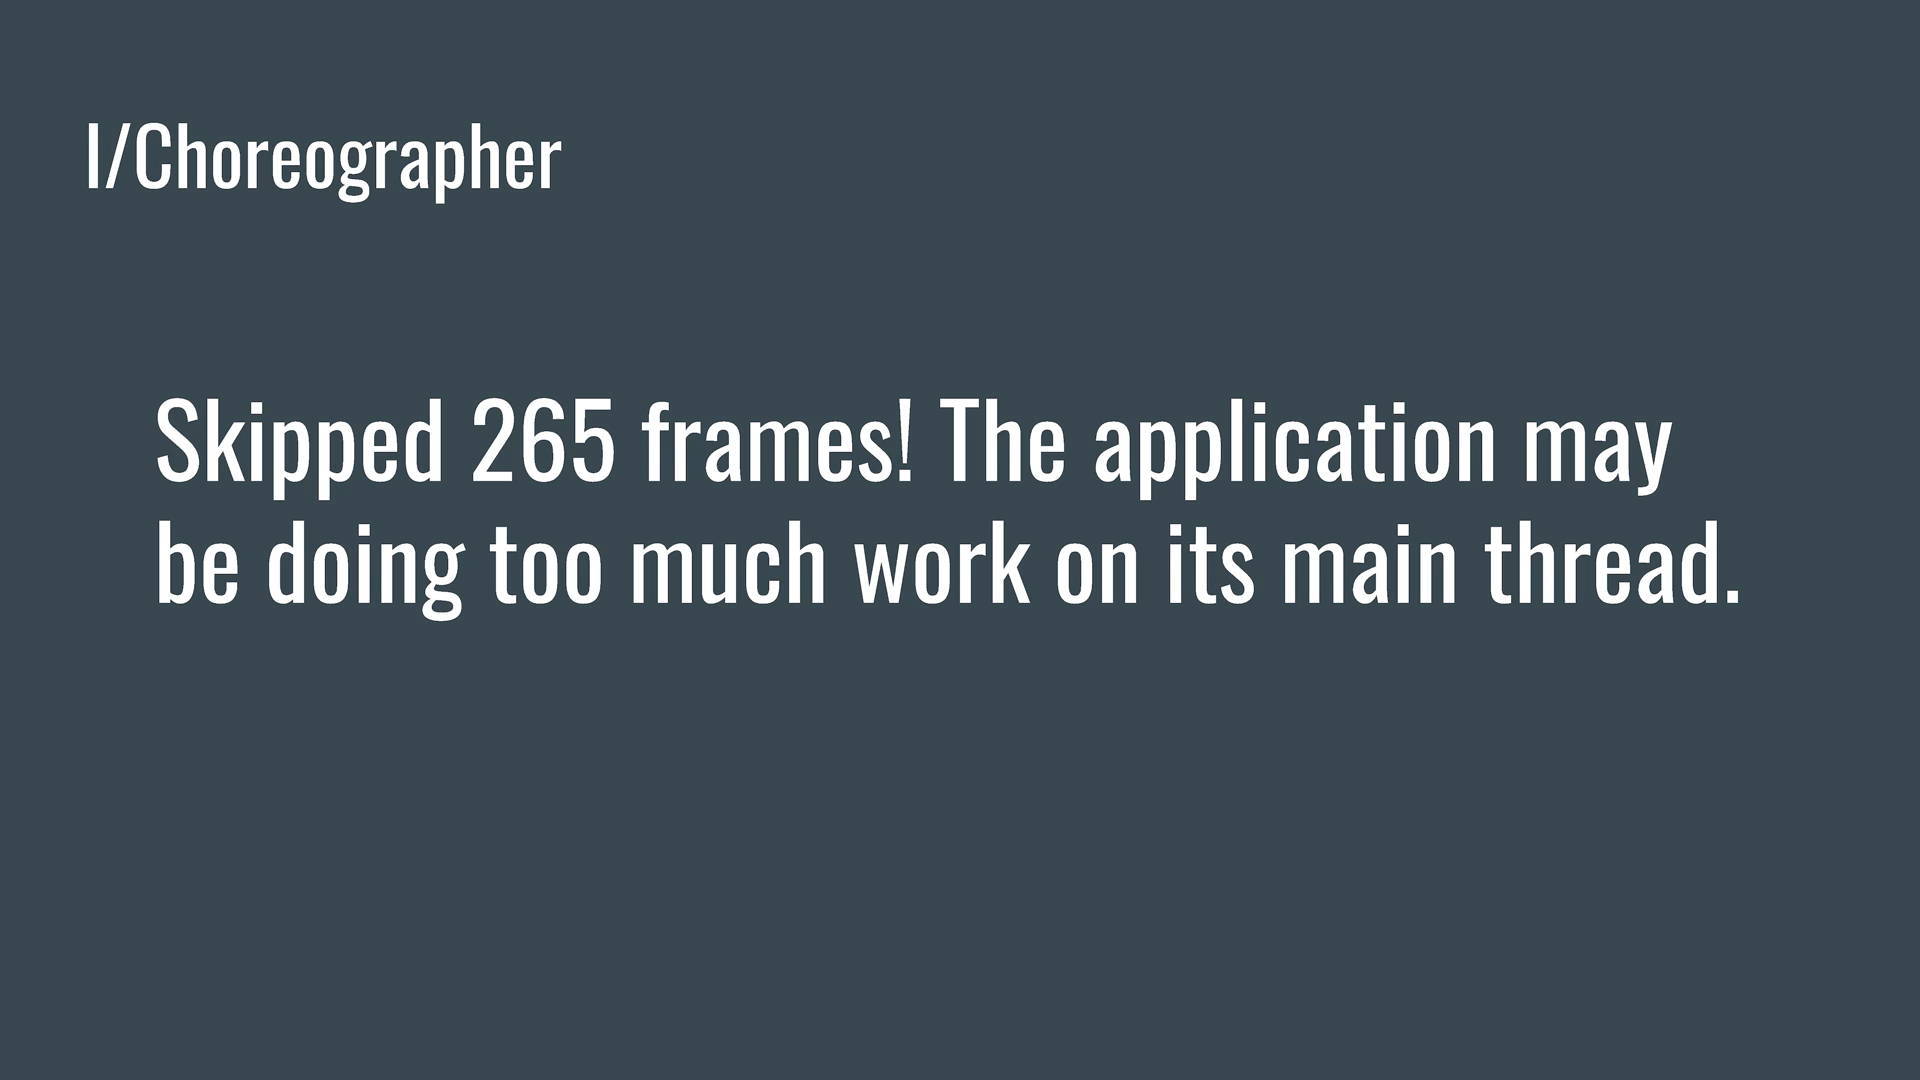 I/Choreographer
Skipped 265 frames! The application may
be doing too much work on its main thread.